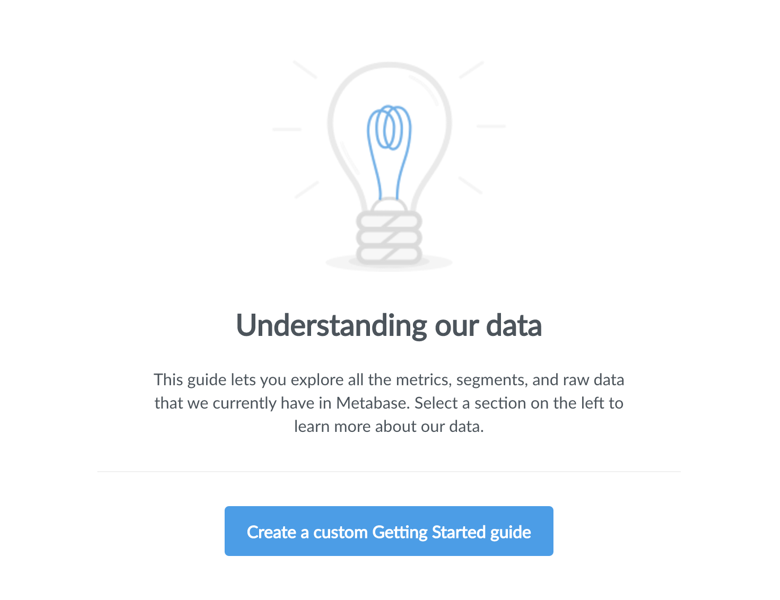 Understanding our data
This guide lets you explore all the metrics, segments, and raw data
that we currently have in Metabase. Select a section on the left to
learn more about our data.
Create a custom Getting Started guide